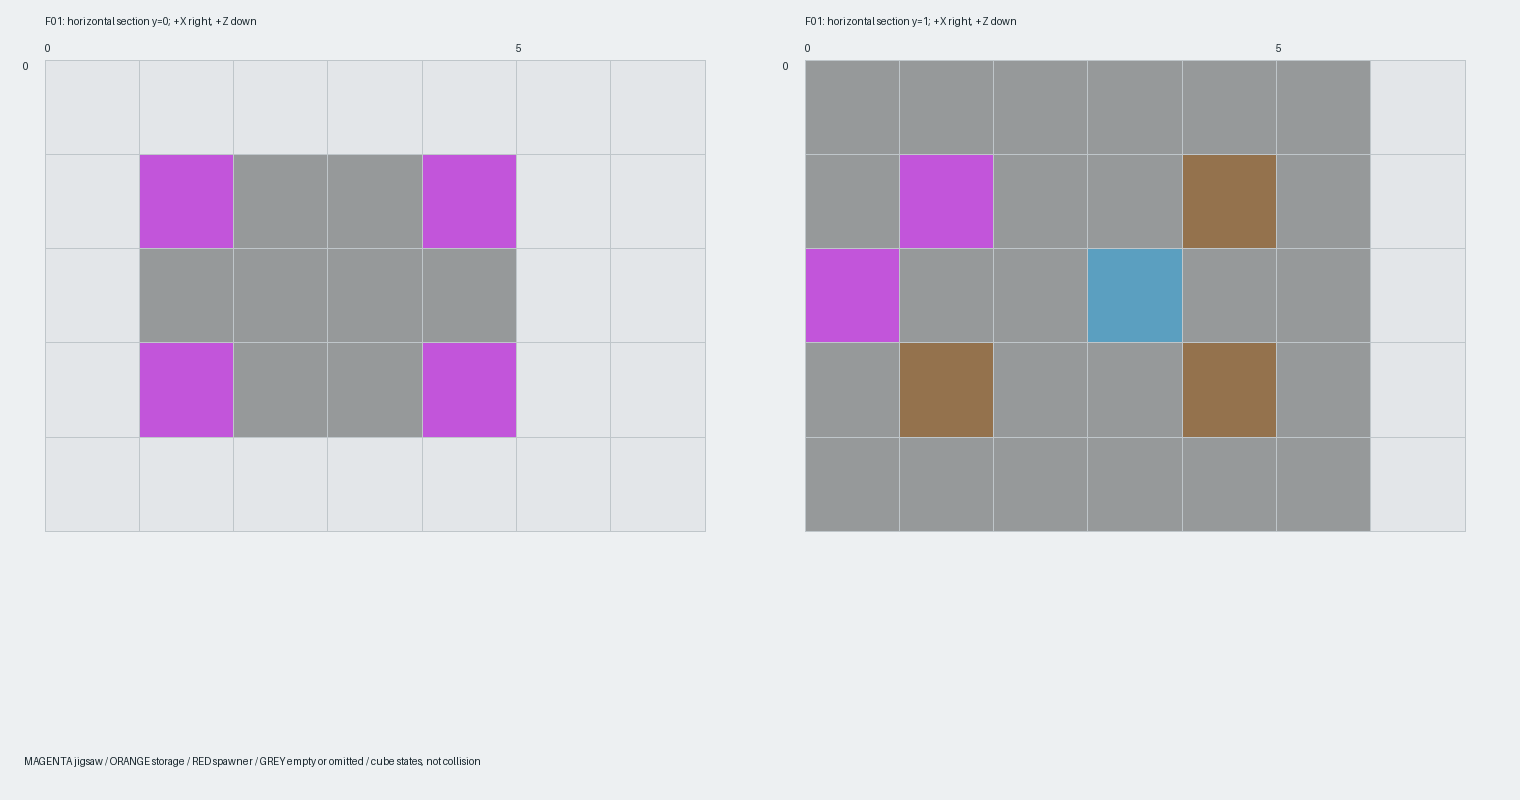 F01: horizontal section y=0; +X right, +Z down
F01: horizontal section y=1; +X right, +Z down
0 5
0 5
0
0
MAGENTA jigsaw / ORANGE storage / RED spawner / GREY empty or omitted / cube states, not collision